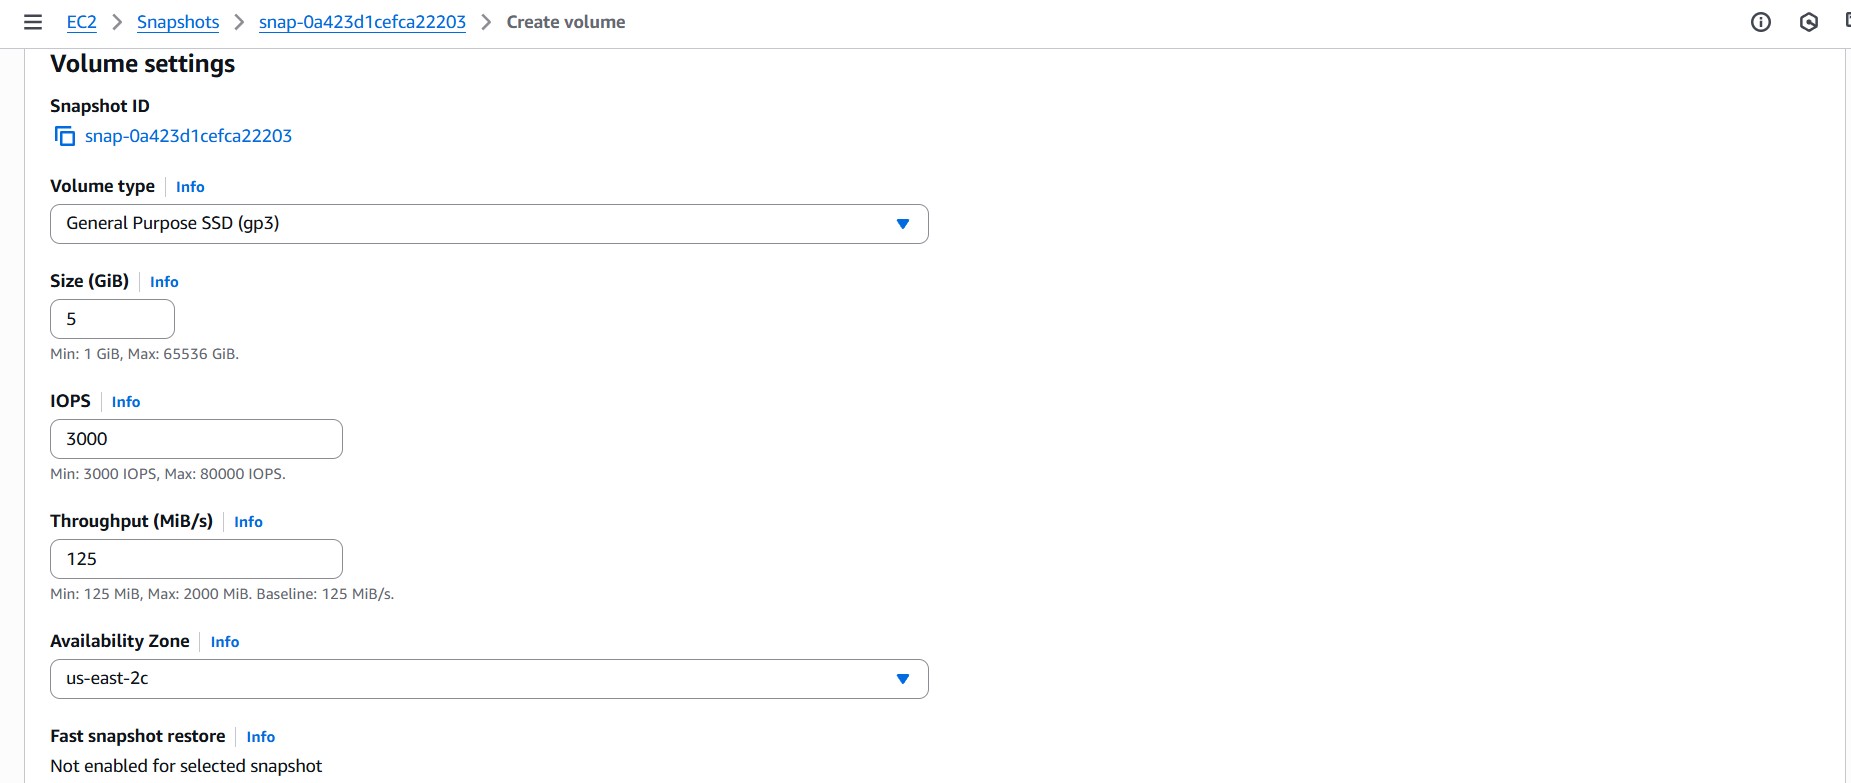 EC2 > Snapshots > snap-0a423d1cefca22203 > Create volume
Volume settings
Snapshot ID
snap-0a423d1cefca22203
Volume type Info
General Purpose SSD (gp3)
Size (GiB) Info
5
Min: 1 GiB, Max: 65536 GiB.
IOPS Info
3000
Min: 3000 IOPS, Max: 80000 IOPS.
Throughput (MiB/s) Info
125
Min: 125 MiB, Max: 2000 MiB. Baseline: 125 MiB/s.
Availability Zone Info
us-east-2c
Fast snapshot restore Info
Not enabled for selected snapshot